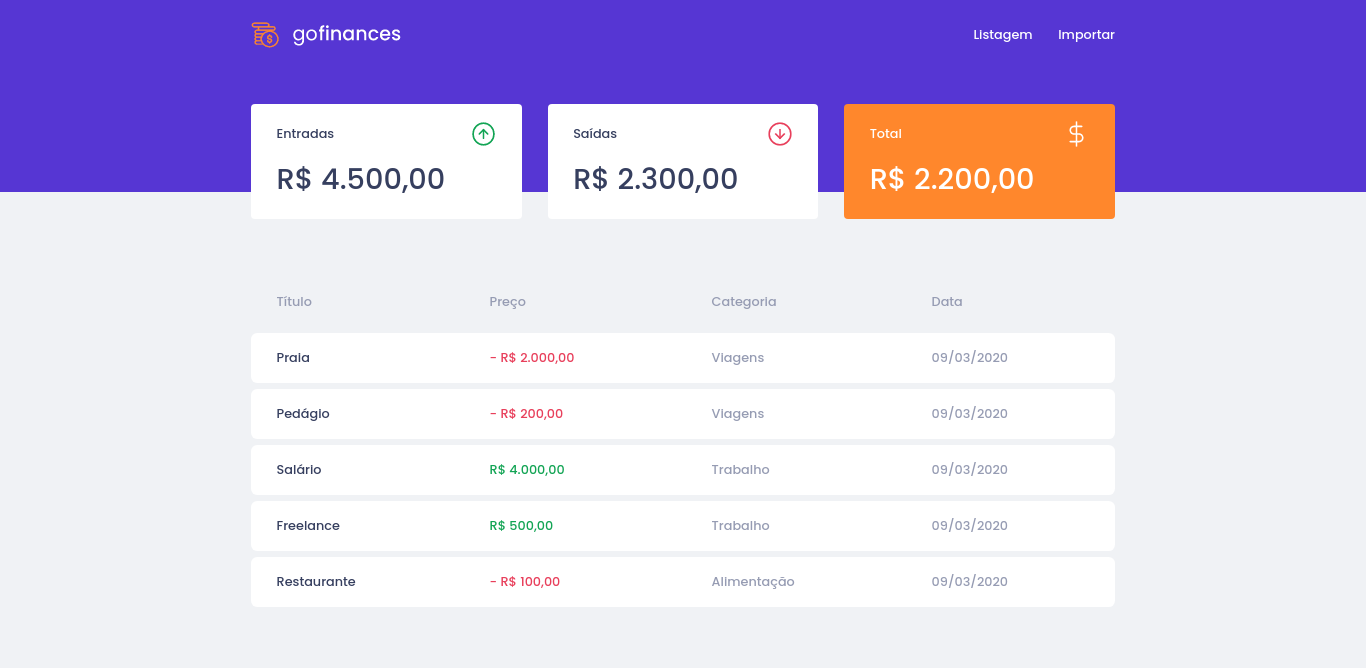 gofinances
Listagem Importar
Entradas
R$ 4.500,00
Saídas
R$ 2.300,00
Total
$
R$ 2.200,00
Título Preço Categoria Data
Praia - R$ 2.000,00 Viagens 09/03/2020
Pedágio - R$ 200,00 Viagens 09/03/2020
Salário R$ 4.000,00 Trabalho 09/03/2020
Freelance R$ 500,00 Trabalho 09/03/2020
Restaurante - R$ 100,00 Alimentação 09/03/2020